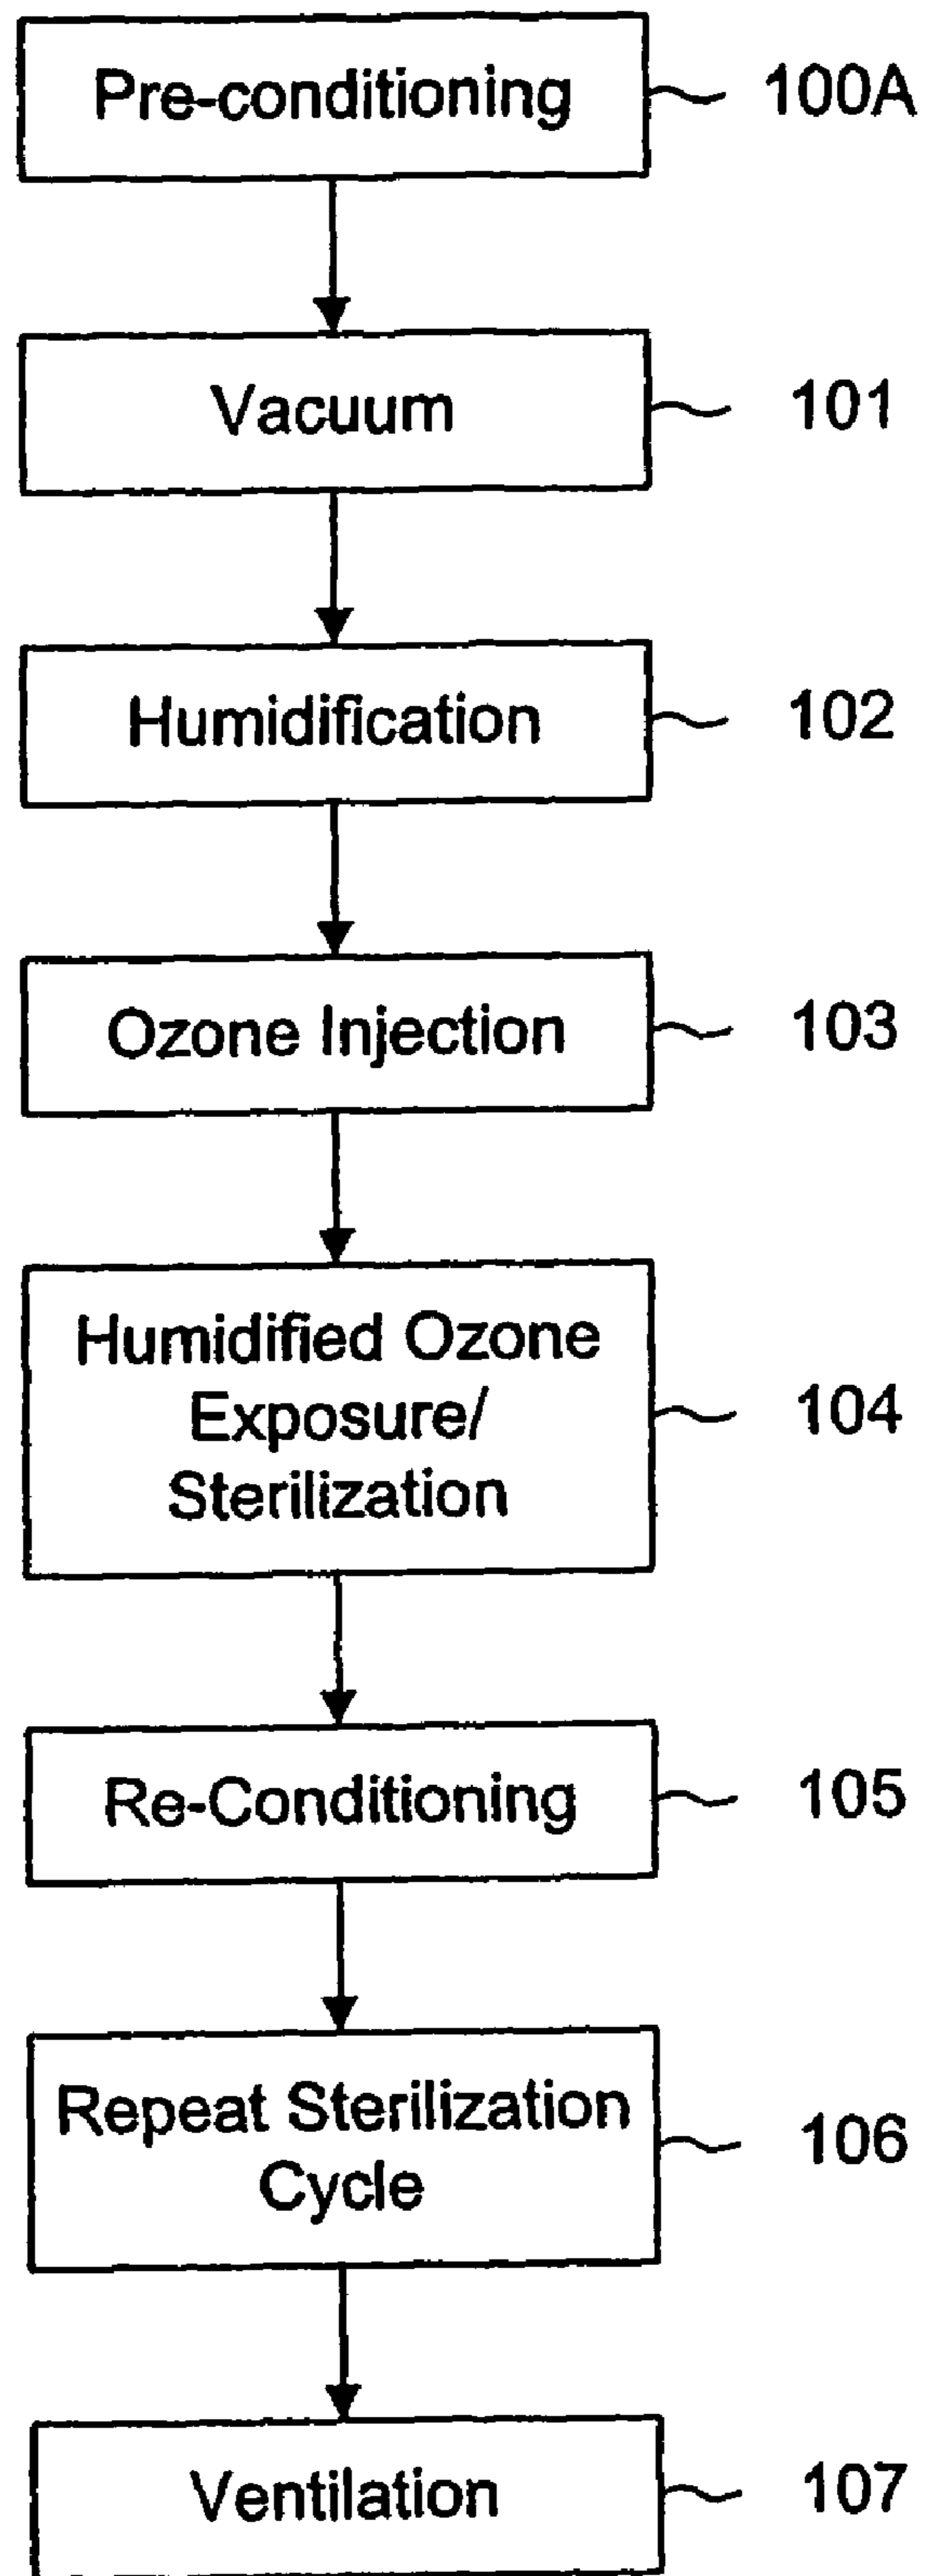 Pre-conditioning 100A
Vacuum 101
Humidification 102
Ozone Injection 103
Humidified Ozone
Exposure/ 104
Sterilization
Re-Conditioning 105
Repeat Sterilization
Cycle 106
Ventilation 107